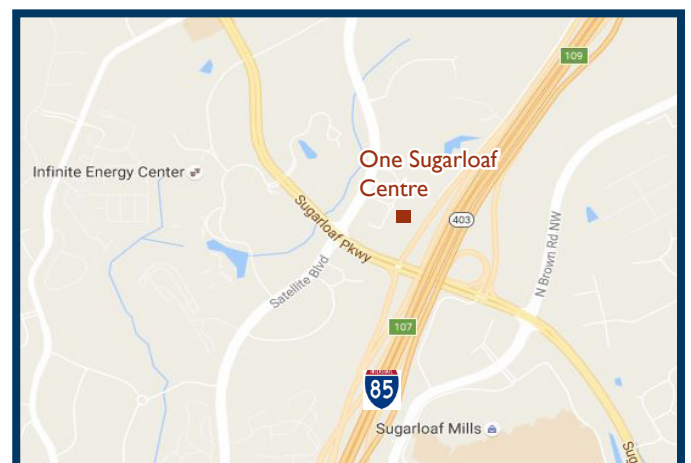 109
One Sugarloaf
Centre
Infinite Energy Center
403
Sugarloaf Pkwy
N Brown Rd NW
Satellite Blvd
107
85
Sugarloaf Mills
Sug